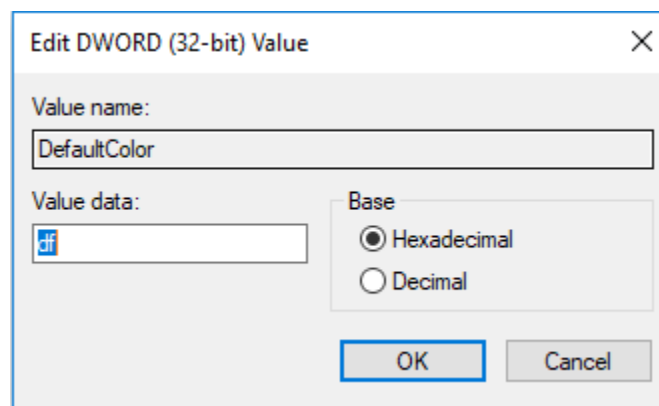 Edit DWORD (32-bit) Value
Value name:
DefaultColor
Value data:
df
Base
Hexadecimal
Decimal
OK
Cancel